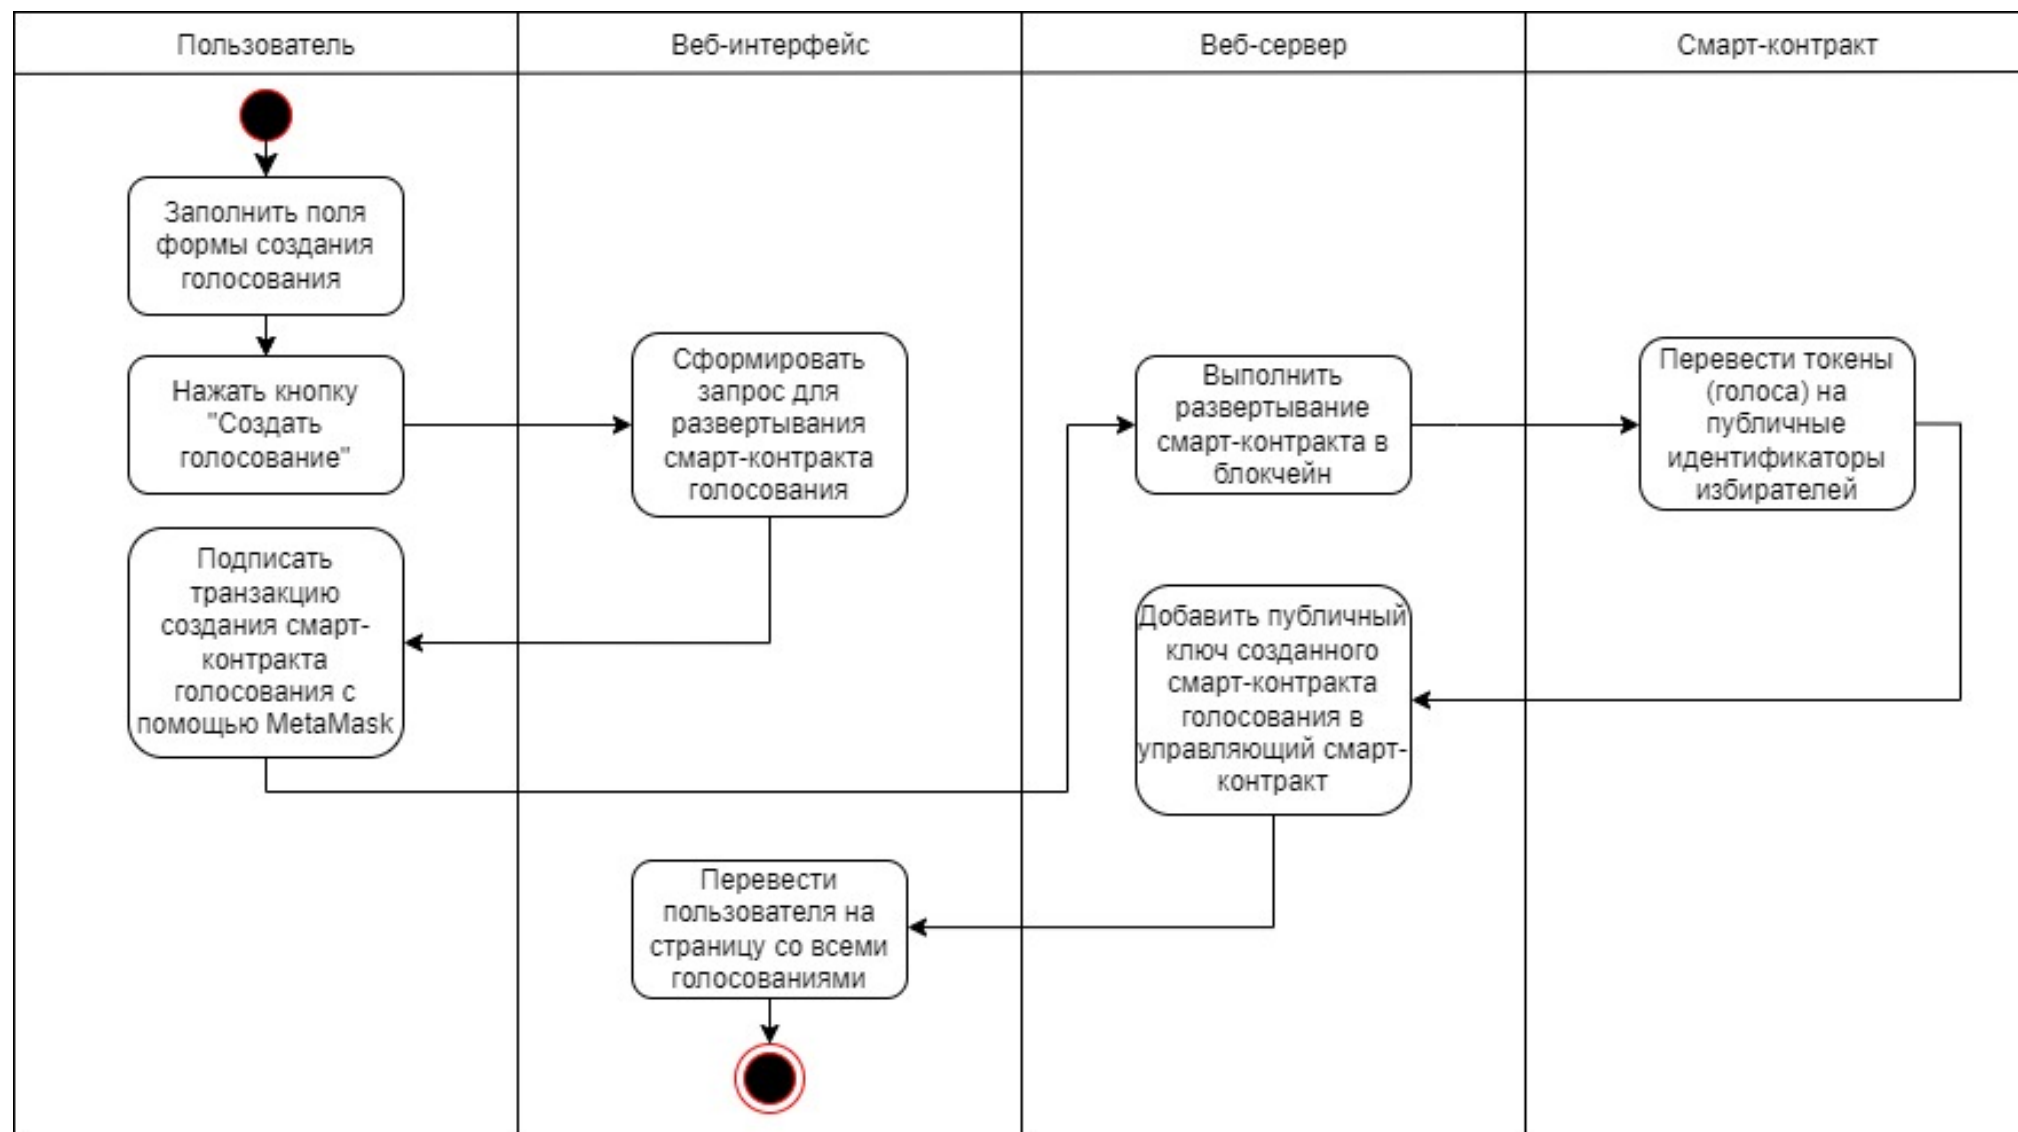 Пользователь
Веб-интерфейс
Веб-сервер
Смарт-контракт
Заполнить поля
формы создания
голосования
Нажать кнопку
"Создать
голосование"
Сформировать
запрос для
развертывания
смарт-контракта
голосования
Подписать
транзакцию
создания смарт-
контракта
голосования с
помощью MetaMask
Выполнить
развертывание
смарт-контракта в
блокчейн
Перевести токены
(голоса) на
публичные
идентификаторы
избирателей
Добавить публичный
ключ созданного
смарт-контракта
голосования в
управляющий смарт-
контракт
Перевести
пользователя на
страницу со всеми
голосованиями